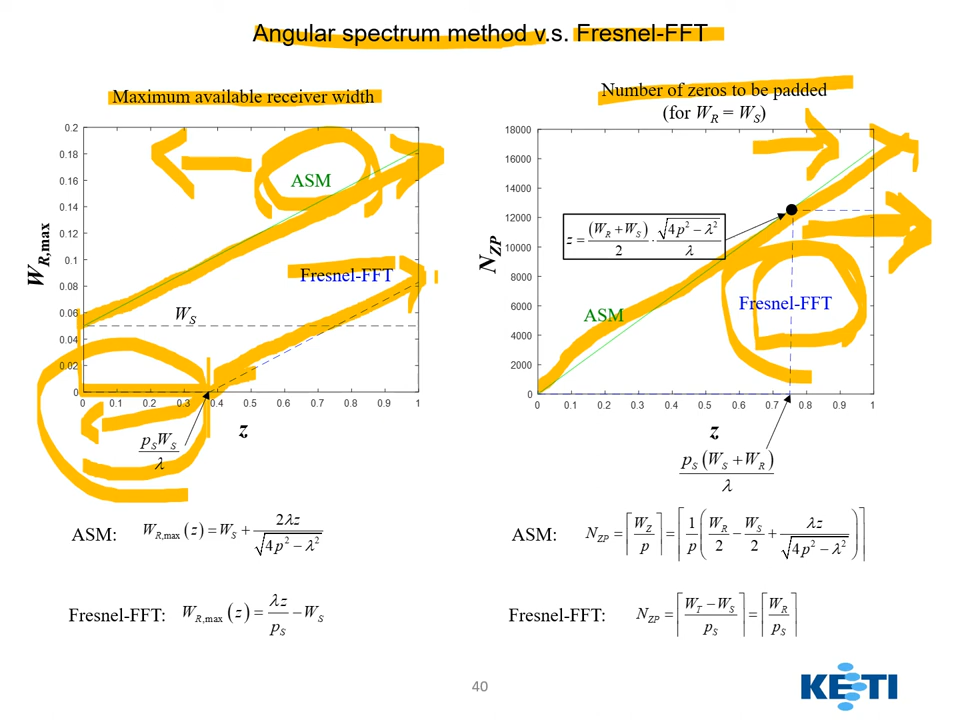 Angular spectrum method v.s. Fresnel-FFT
Maximum available receiver width
Number of zeros to be padded
(for W_R = W_S)
0.2
0.18
0.16
0.14
0.12
0.1
0.08
0.06
0.04
0.02
0
W_R,max
ASM
Fresnel-FFT
W_S
0 0.1 0.2 0.3 0.4 0.5 0.6 0.7 0.8 0.9 1
z
p_S W_S / λ
18000
16000
14000
12000
10000
8000
6000
4000
2000
0
N_ZP
z = (W_R + W_S) / 2 · √(4p² − λ²) / λ
ASM
Fresnel-FFT
0 0.1 0.2 0.3 0.4 0.5 0.6 0.7 0.8 0.9 1
z
p_S (W_S + W_R) / λ
ASM: W_R,max (z) = W_S + 2λz / √(4p² − λ²)
Fresnel-FFT: W_R,max (z) = λz / p_S − W_S
ASM: N_ZP = ⌈W_Z / p⌉ = ⌈1/p (W_R / 2 − W_S / 2 + λz / √(4p² − λ²))⌉
Fresnel-FFT: N_ZP = ⌈(W_T − W_S) / p_S⌉ = ⌈W_R / p_S⌉
40
KETI